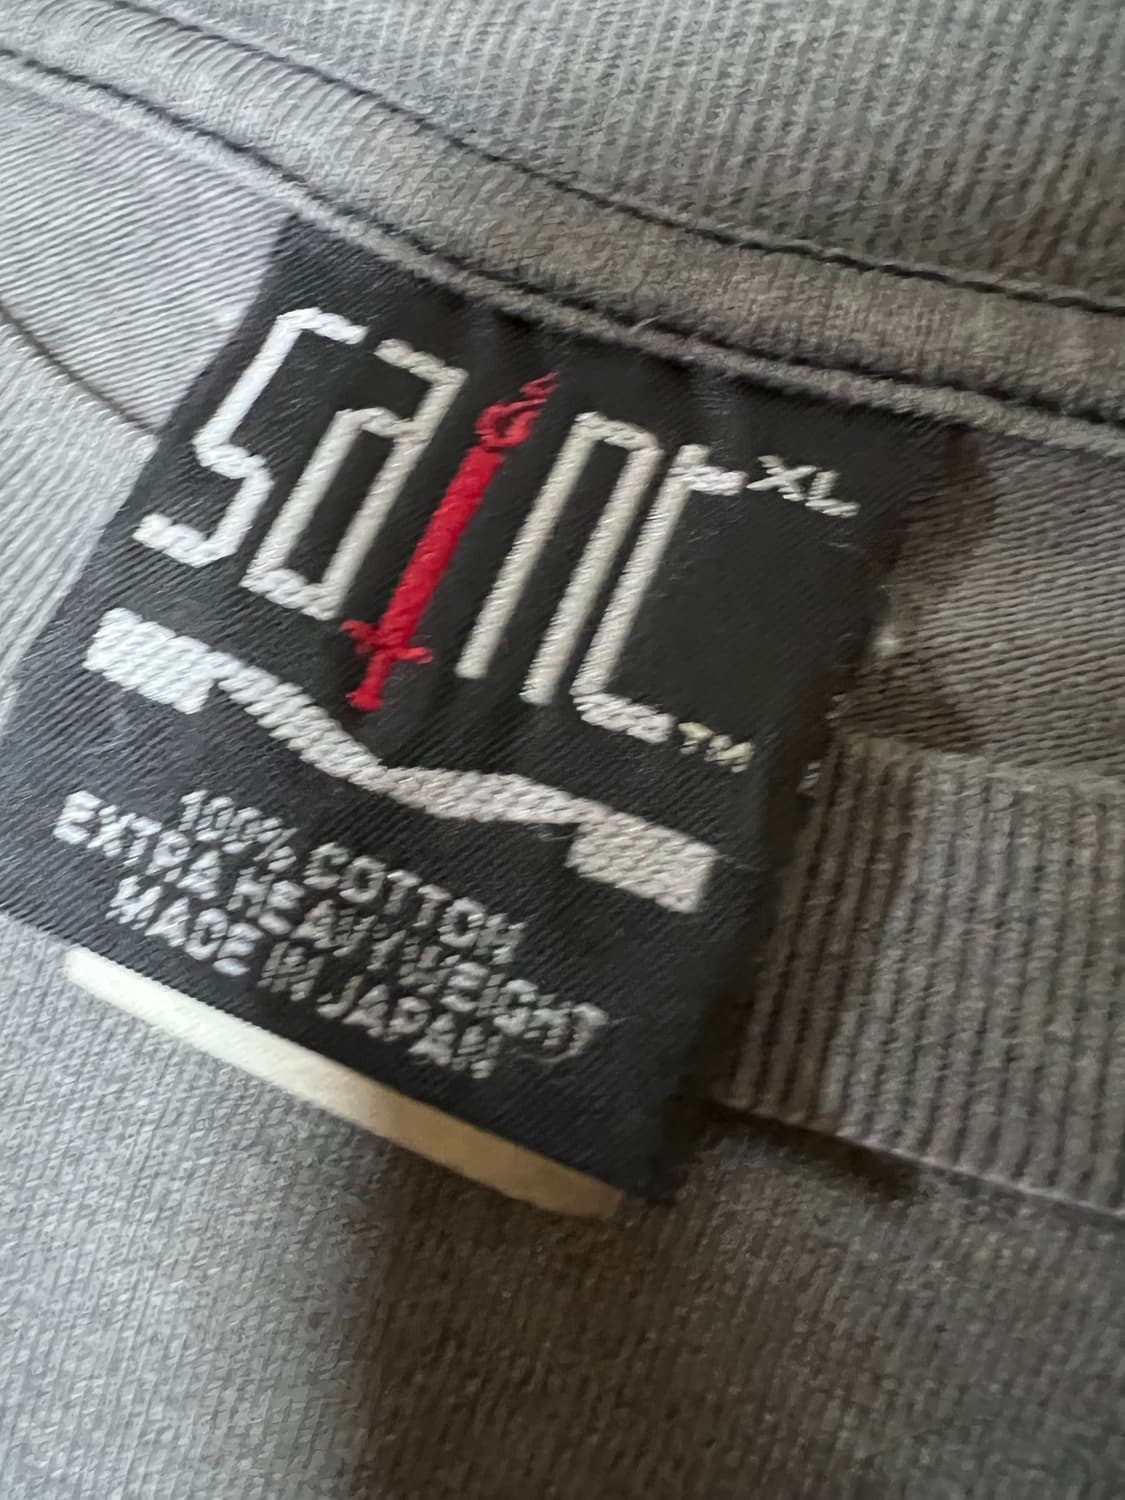 saint XL
TM
100% COTTON
EXTRA HEAVYWEIGHT
MADE IN JAPAN